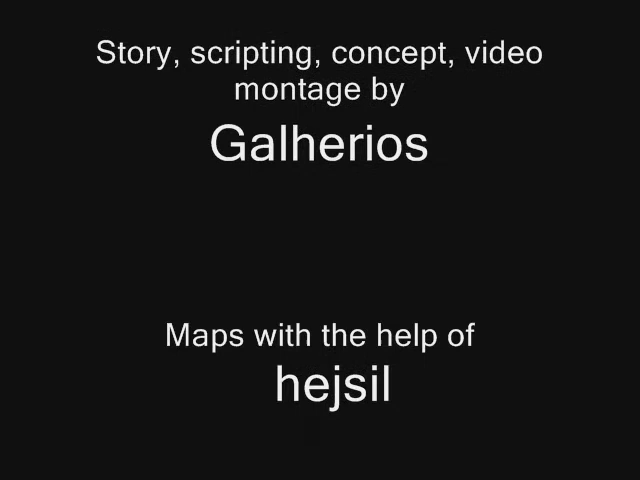 Story, scripting, concept, video
montage by
Galherios
Maps with the help of
hejsil